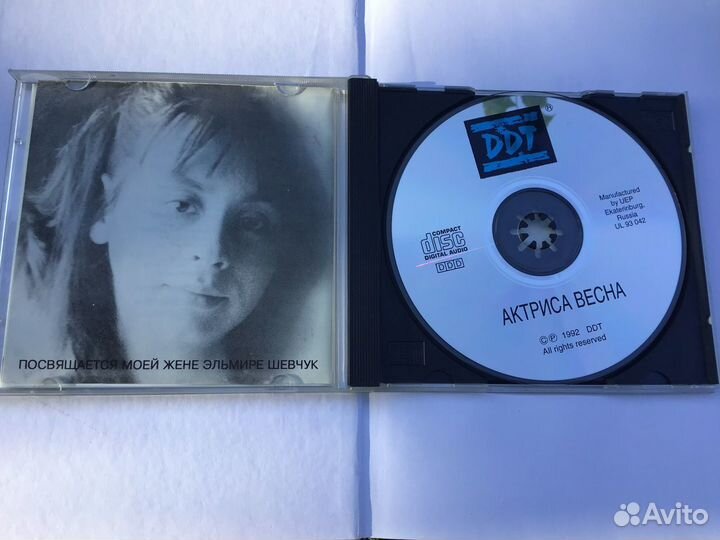 ПОСВЯЩАЕТСЯ МОЕЙ ЖЕНЕ ЭЛЬМИРЕ ШЕВЧУК
DDT
®
COMPACT
disc
DIGITAL AUDIO
DDD
Manufactured
by UEP
Ekaterinburg,
Russia
UL 93 042
АКТРИСА ВЕСНА
©℗ 1992 DDT
All rights reserved
Avito